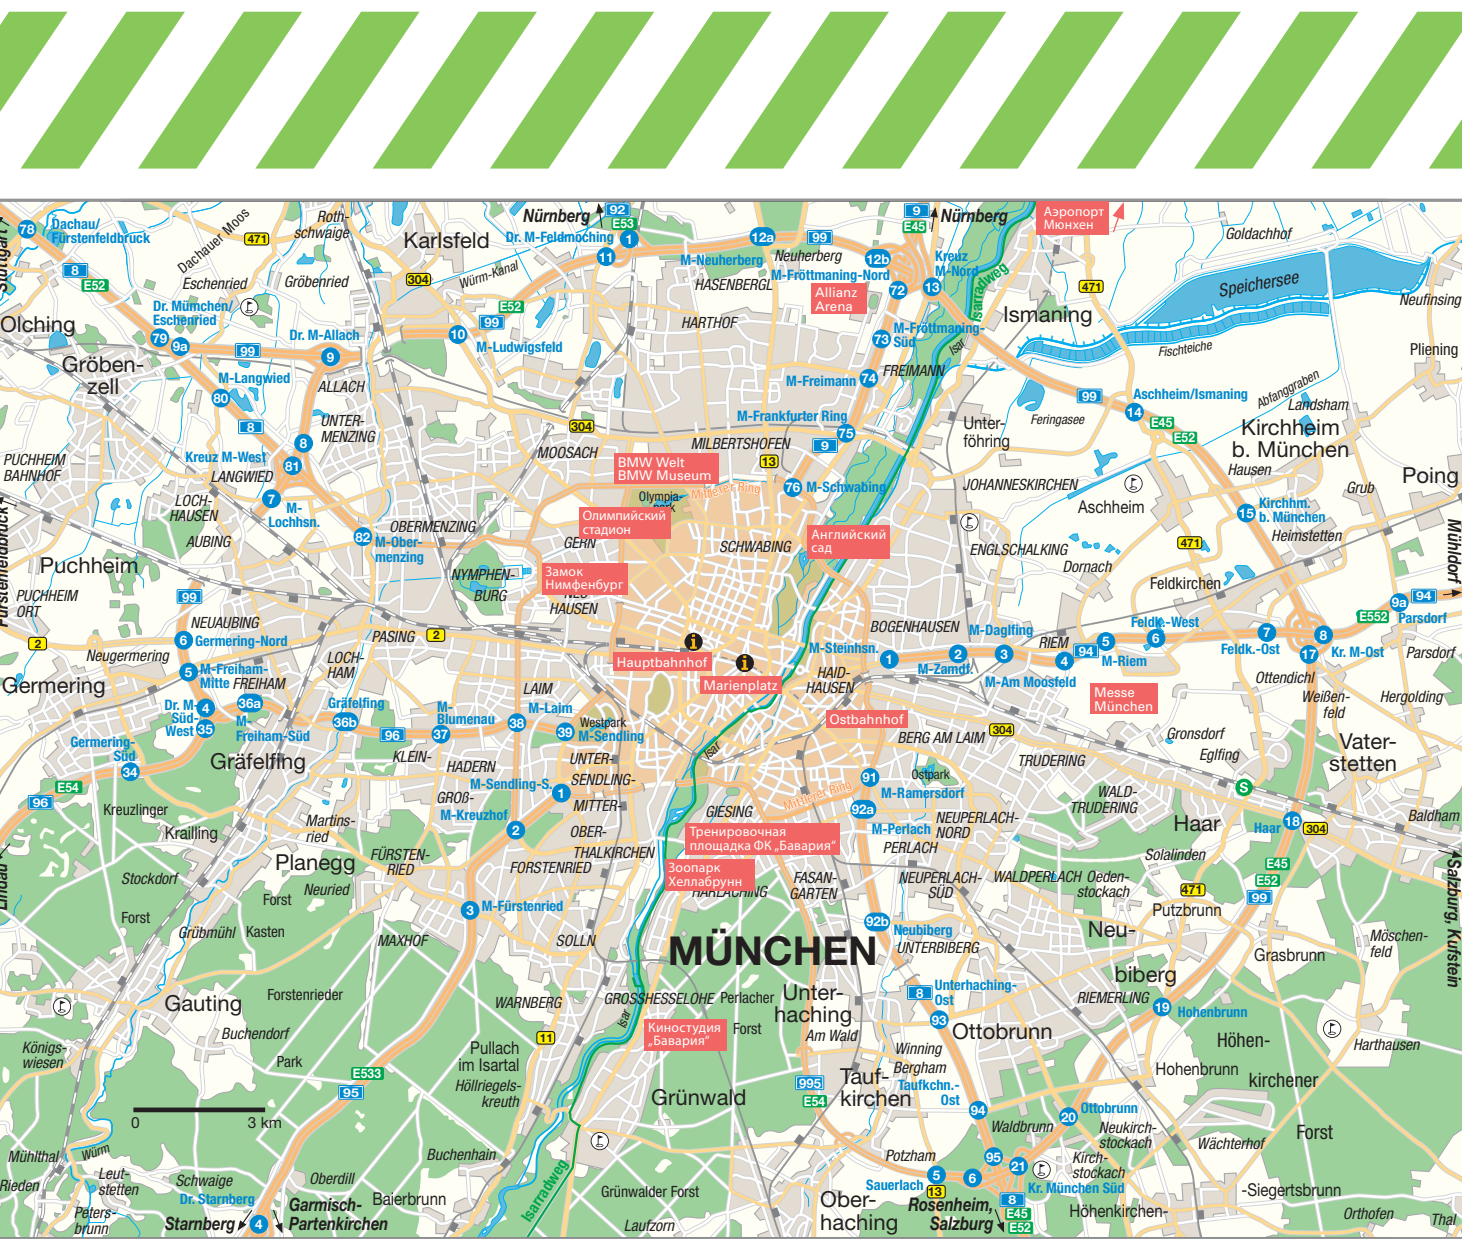 Nürnberg
92
E53
9
E45
Nürnberg
Аэропорт
Мюнхен
78
Dachau/
Fürstenfeldbruck
Stuttgart
471
Dachauer Moos
Roth-
schwaige
Karlsfeld
Dr. M-Feldmoching
1
11
12a
99
M-Neuherberg
Neuherberg
12b
Kreuz
M-Nord
M-Fröttmaning-Nord
Goldachhof
8
E52
Eschenried
Gröbenried
304
Würm-Kanal
HASENBERGL
72
13
Isarradweg
471
Speichersee
Neufinsing
Allianz
Arena
Dr. München/
Eschenried
E52
99
HARTHOF
Ismaning
Olching
79
9a
99
Dr. M-Allach
9
10
M-Ludwigsfeld
73
M-Fröttmaning-
Süd
Isar
Fischteiche
Pliening
Gröben-
zell
M-Langwied
80
ALLACH
M-Freimann
74
FREIMANN
99
Aschheim/Ismaning
14
Abfanggraben
Landsham
8
UNTER-
MENZING
304
M-Frankfurter Ring
75
Unter-
föhring
Feringasee
E45
E52
Kirchheim
b. München
8
Kreuz M-West
81
MOOSACH
MILBERTSHOFEN
9
13
PUCHHEIM
BAHNHOF
LANGWIED
BMW Welt
BMW Museum
Hausen
Poing
7
M-
Lochhsn.
LOCH-
HAUSEN
Olympia-
park
Mittlerer Ring
76
M-Schwabing
JOHANNESKIRCHEN
Aschheim
Grub
15
Kirchhm.
b. München
Fürstenfeldbruck
AUBING
82
M-Ober-
menzing
OBERMENZING
Олимпийский
стадион
GERN
SCHWABING
Английский
сад
ENGLSCHALKING
471
Heimstetten
Mühldorf
Puchheim
Замок
Нимфенбург
NYMPHEN-
BURG
HAUSEN
Dornach
Feldkirchen
PUCHHEIM
ORT
99
94
9a
Parsdorf
E552
NEUAUBING
6
Germering-Nord
PASING
2
BOGENHAUSEN
M-Daglfing
RIEM
Feldk.-West
2
Neugermering
5
M-Freiham-
Mitte
FREIHAM
LOCH-
HAM
Hauptbahnhof
M-Steinhsn.
1
2
M-Zamdf.
3
4
94
5
M-Riem
6
7
Feldk.-Ost
8
17
Kr. M-Ost
Parsdorf
Germering
M-Am Moosfeld
Marienplatz
HAID-
HAUSEN
Messe
München
Ottendichl
Weißen-
feld
Hergolding
Dr. M-
Süd-
West
4
35
36a
M-
Freiham-Süd
Gräfelfing
36b
96
M-
Blumenau
37
38
LAIM
M-Laim
39
Westpark
M-Sendling
Ostbahnhof
BERG AM LAIM
304
Gronsdorf
Eglfing
Vater-
stetten
Germering-
Süd
34
E54
96
Gräfelfing
KLEIN-
HADERN
GROß-
UNTER-
SENDLING-
M-Sendling-S.
1
MITTER-
Isar
91
M-Ramersdorf
Ostpark
TRUDERING
S
Kreuzlinger
Krailling
Martins-
ried
M-Kreuzhof
2
OBER-
THALKIRCHEN
GIESING
Mittlerer Ring
92a
M-Perlach
PERLACH
NEUPERLACH-
NORD
WALD-
TRUDERING
Haar
Haar
18
304
Baldham
Lindau
Planegg
FÜRSTEN-
RIED
FORSTENRIED
Тренировочная
площадка ФК „Бавария“
Зоопарк
Хеллабрунн
HARLACHING
FASAN-
GARTEN
NEUPERLACH-
SÜD
WALDPERLACH
Solalinden
Oeden-
stockach
E45
E52
99
Stockdorf
Neuried
Forst
Forst
471
Putzbrunn
Salzburg, Kufstein
Grübmühl
Kasten
3
M-Fürstenried
MAXHOF
SOLLN
MÜNCHEN
92b
Neubiberg
UNTERBIBERG
Neu-
biberg
Grasbrunn
Möschen-
feld
Gauting
Forstenrieder
WARNBERG
GROSSHESSELOHE
Perlacher
Forst
Unter-
haching
8
Unterhaching-
Ost
93
RIEMERLING
19
Hohenbrunn
Buchendorf
Park
11
Isar
Киностудия
„Бавария“
Am Wald
Ottobrunn
Höhen-
kirchener
Forst
Harthausen
Königs-
wiesen
E533
95
Pullach
im Isartal
Höllriegels-
kreuth
Winning
Bergham
Hohenbrunn
0
3 km
Grünwald
995
E54
Tauf-
kirchen
Taufkchn.-
Ost
94
20
Ottobrunn
Waldbrunn
Neukirch-
stockach
Wächterhof
Mühlthal
Würm
Leut-
stetten
Rieden
Buchenhain
Potzham
95
21
Kirch-
stockach
Schwaige
Oberdill
Isarradweg
Grünwalder Forst
Sauerlach
5
13
6
Kr. München Süd
-Siegertsbrunn
Peters-
brunn
Dr. Starnberg
Starnberg
4
Garmisch-
Partenkirchen
Baierbrunn
Laufzorn
Ober-
haching
Rosenheim,
Salzburg
8
E45
E52
Höhenkirchen-
Orthofen
Thal